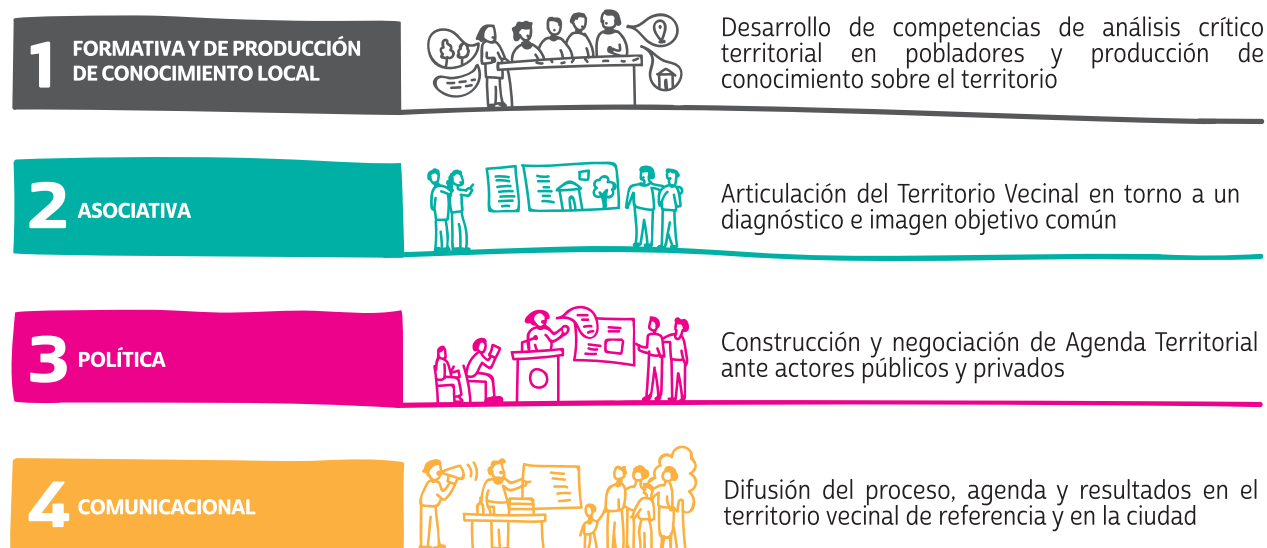 1 FORMATIVA Y DE PRODUCCIÓN
DE CONOCIMIENTO LOCAL
Desarrollo de competencias de análisis crítico
territorial en pobladores y producción de
conocimiento sobre el territorio
2 ASOCIATIVA
Articulación del Territorio Vecinal en torno a un
diagnóstico e imagen objetivo común
3 POLÍTICA
Construcción y negociación de Agenda Territorial
ante actores públicos y privados
4 COMUNICACIONAL
Difusión del proceso, agenda y resultados en el
territorio vecinal de referencia y en la ciudad